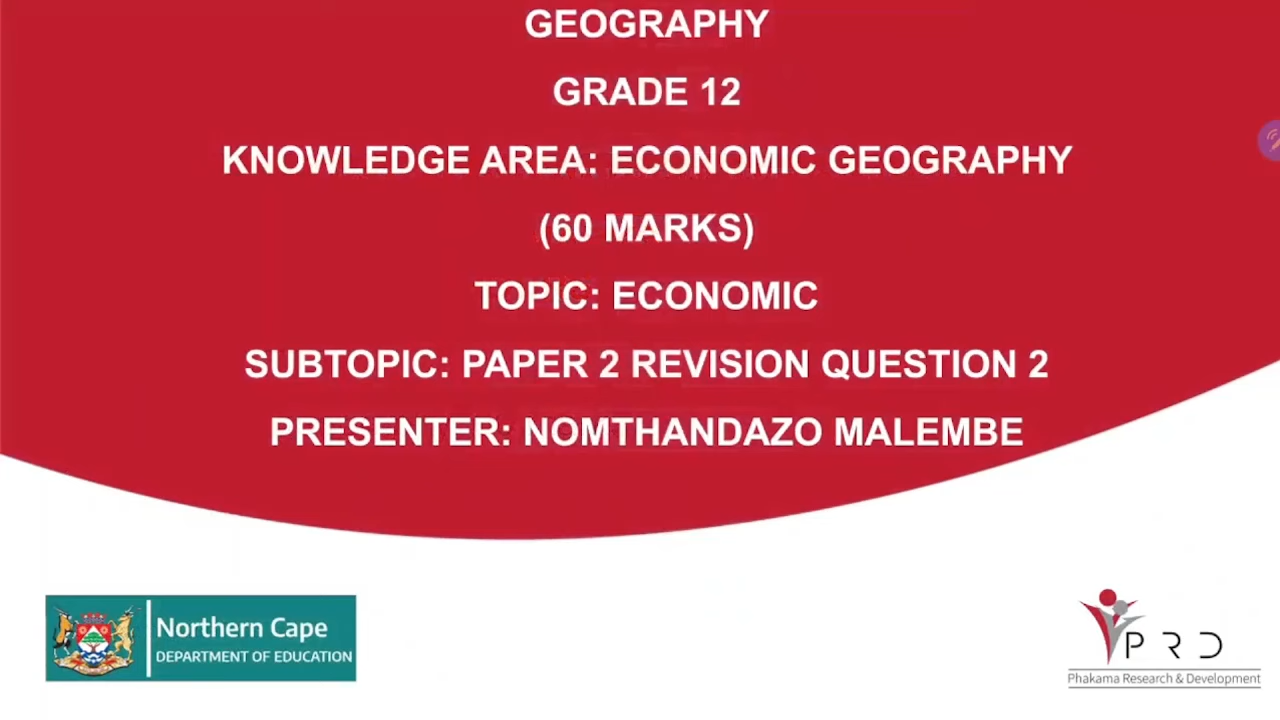 GEOGRAPHY
GRADE 12
KNOWLEDGE AREA: ECONOMIC GEOGRAPHY
(60 MARKS)
TOPIC: ECONOMIC
SUBTOPIC: PAPER 2 REVISION QUESTION 2
PRESENTER: NOMTHANDAZO MALEMBE
Northern Cape
DEPARTMENT OF EDUCATION
PRD
Phakama Research & Development